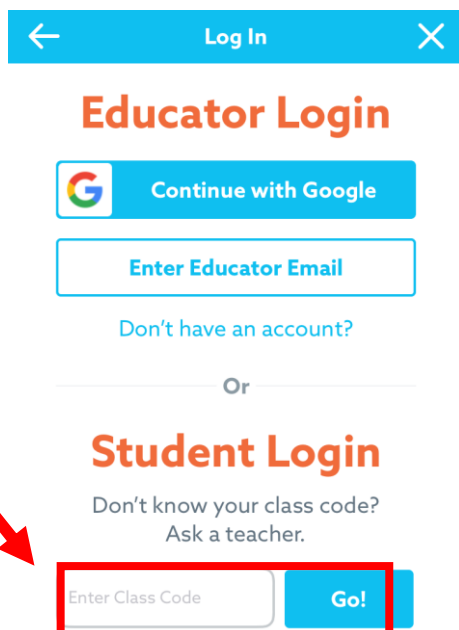 Log In
Educator Login
Continue with Google
Enter Educator Email
Don't have an account?
Or
Student Login
Don't know your class code?
Ask a teacher.
Enter Class Code
Go!